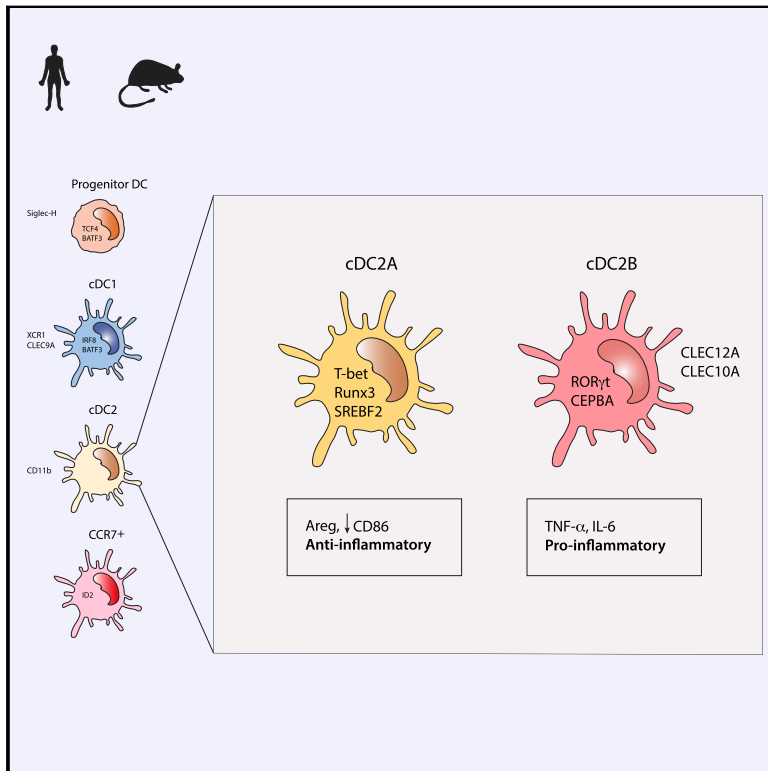 Progenitor DC
Siglec-H
TCF4
BATF3
cDC1
XCR1
CLEC9A
IRF8
BATF3
cDC2
CD11b
CCR7+
ID2
cDC2A
T-bet
Runx3
SREBF2
Areg, ↓CD86
Anti-inflammatory
cDC2B
RORγt
CEPBA
CLEC12A
CLEC10A
TNF-α, IL-6
Pro-inflammatory